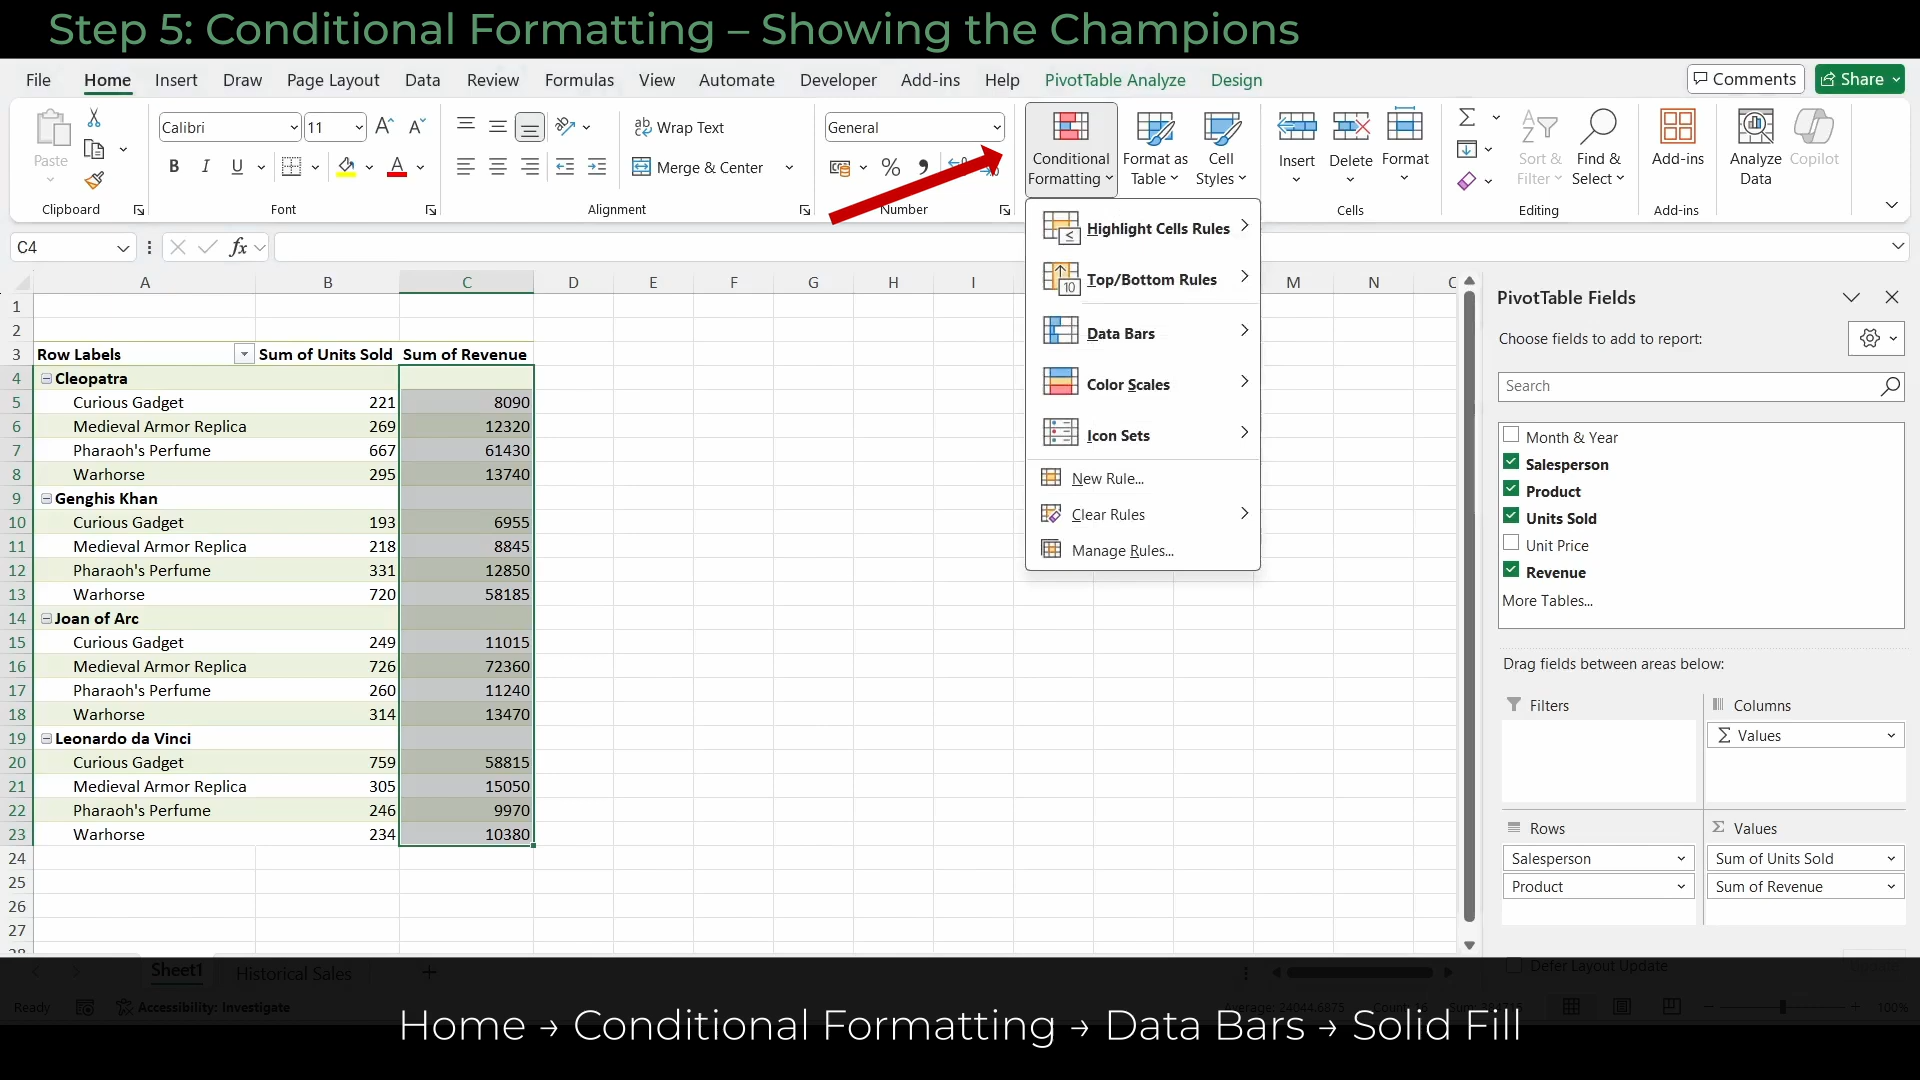 Step 5: Conditional Formatting – Showing the Champions
File Home Insert Draw Page Layout Data Review Formulas View Automate Developer Add-ins Help PivotTable Analyze Design Comments Share
Paste
Calibri 11
B I U A
Wrap Text
Merge & Center
General
Conditional Formatting
Format as Table
Cell Styles
Insert
Delete
Format
Sort & Filter
Find & Select
Add-ins
Analyze Data
Copilot
Clipboard Font Alignment Number Cells Editing Add-ins
C4 fx
Highlight Cells Rules
Top/Bottom Rules
Data Bars
Color Scales
Icon Sets
New Rule...
Clear Rules
Manage Rules...
A B C D E F G H I M N
1
2
3 Row Labels Sum of Units Sold Sum of Revenue
4 Cleopatra
5 Curious Gadget 221 8090
6 Medieval Armor Replica 269 12320
7 Pharaoh's Perfume 667 61430
8 Warhorse 295 13740
9 Genghis Khan
10 Curious Gadget 193 6955
11 Medieval Armor Replica 218 8845
12 Pharaoh's Perfume 331 12850
13 Warhorse 720 58185
14 Joan of Arc
15 Curious Gadget 249 11015
16 Medieval Armor Replica 726 72360
17 Pharaoh's Perfume 260 11240
18 Warhorse 314 13470
19 Leonardo da Vinci
20 Curious Gadget 759 58815
21 Medieval Armor Replica 305 15050
22 Pharaoh's Perfume 246 9970
23 Warhorse 234 10380
24
25
26
27
PivotTable Fields
Choose fields to add to report:
Search
Month & Year
Salesperson
Product
Units Sold
Unit Price
Revenue
More Tables...
Drag fields between areas below:
Filters
Columns
Values
Rows
Salesperson
Product
Values
Sum of Units Sold
Sum of Revenue
Defer Layout Update
Sheet1 Historical Sales
Ready Accessibility: Investigate Average: 24044.6875 Count: 16 Sum: 384715 100%
Home → Conditional Formatting → Data Bars → Solid Fill